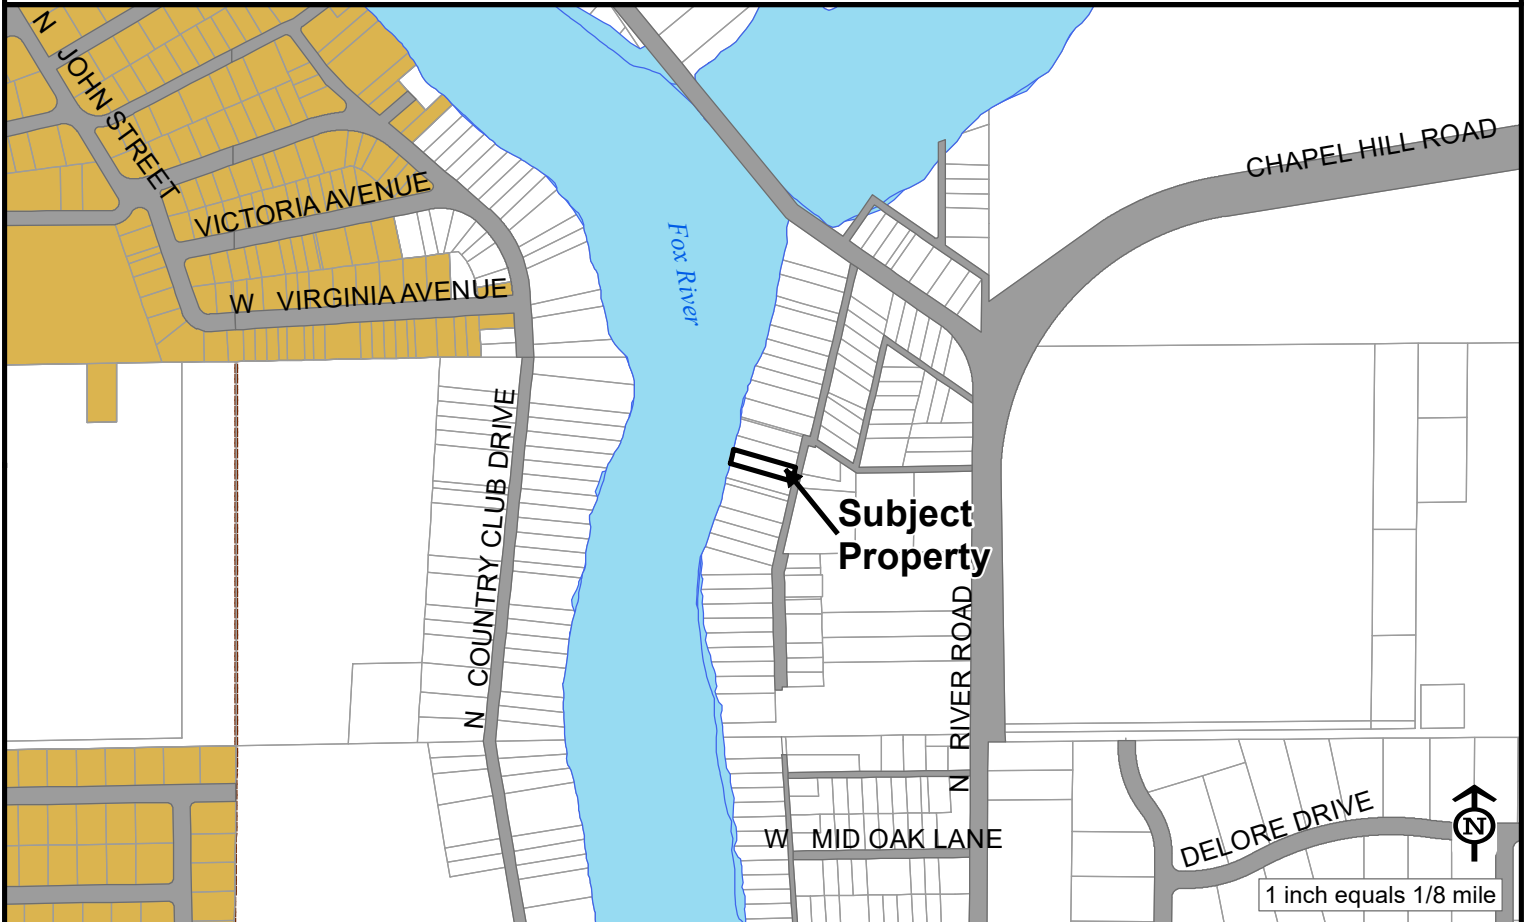 N JOHN STREET
CHAPEL HILL ROAD
VICTORIA AVENUE
Fox River
W VIRGINIA AVENUE
N COUNTRY CLUB DRIVE
Subject
Property
N RIVER ROAD
W MID OAK LANE
DELORE DRIVE
N
1 inch equals 1/8 mile